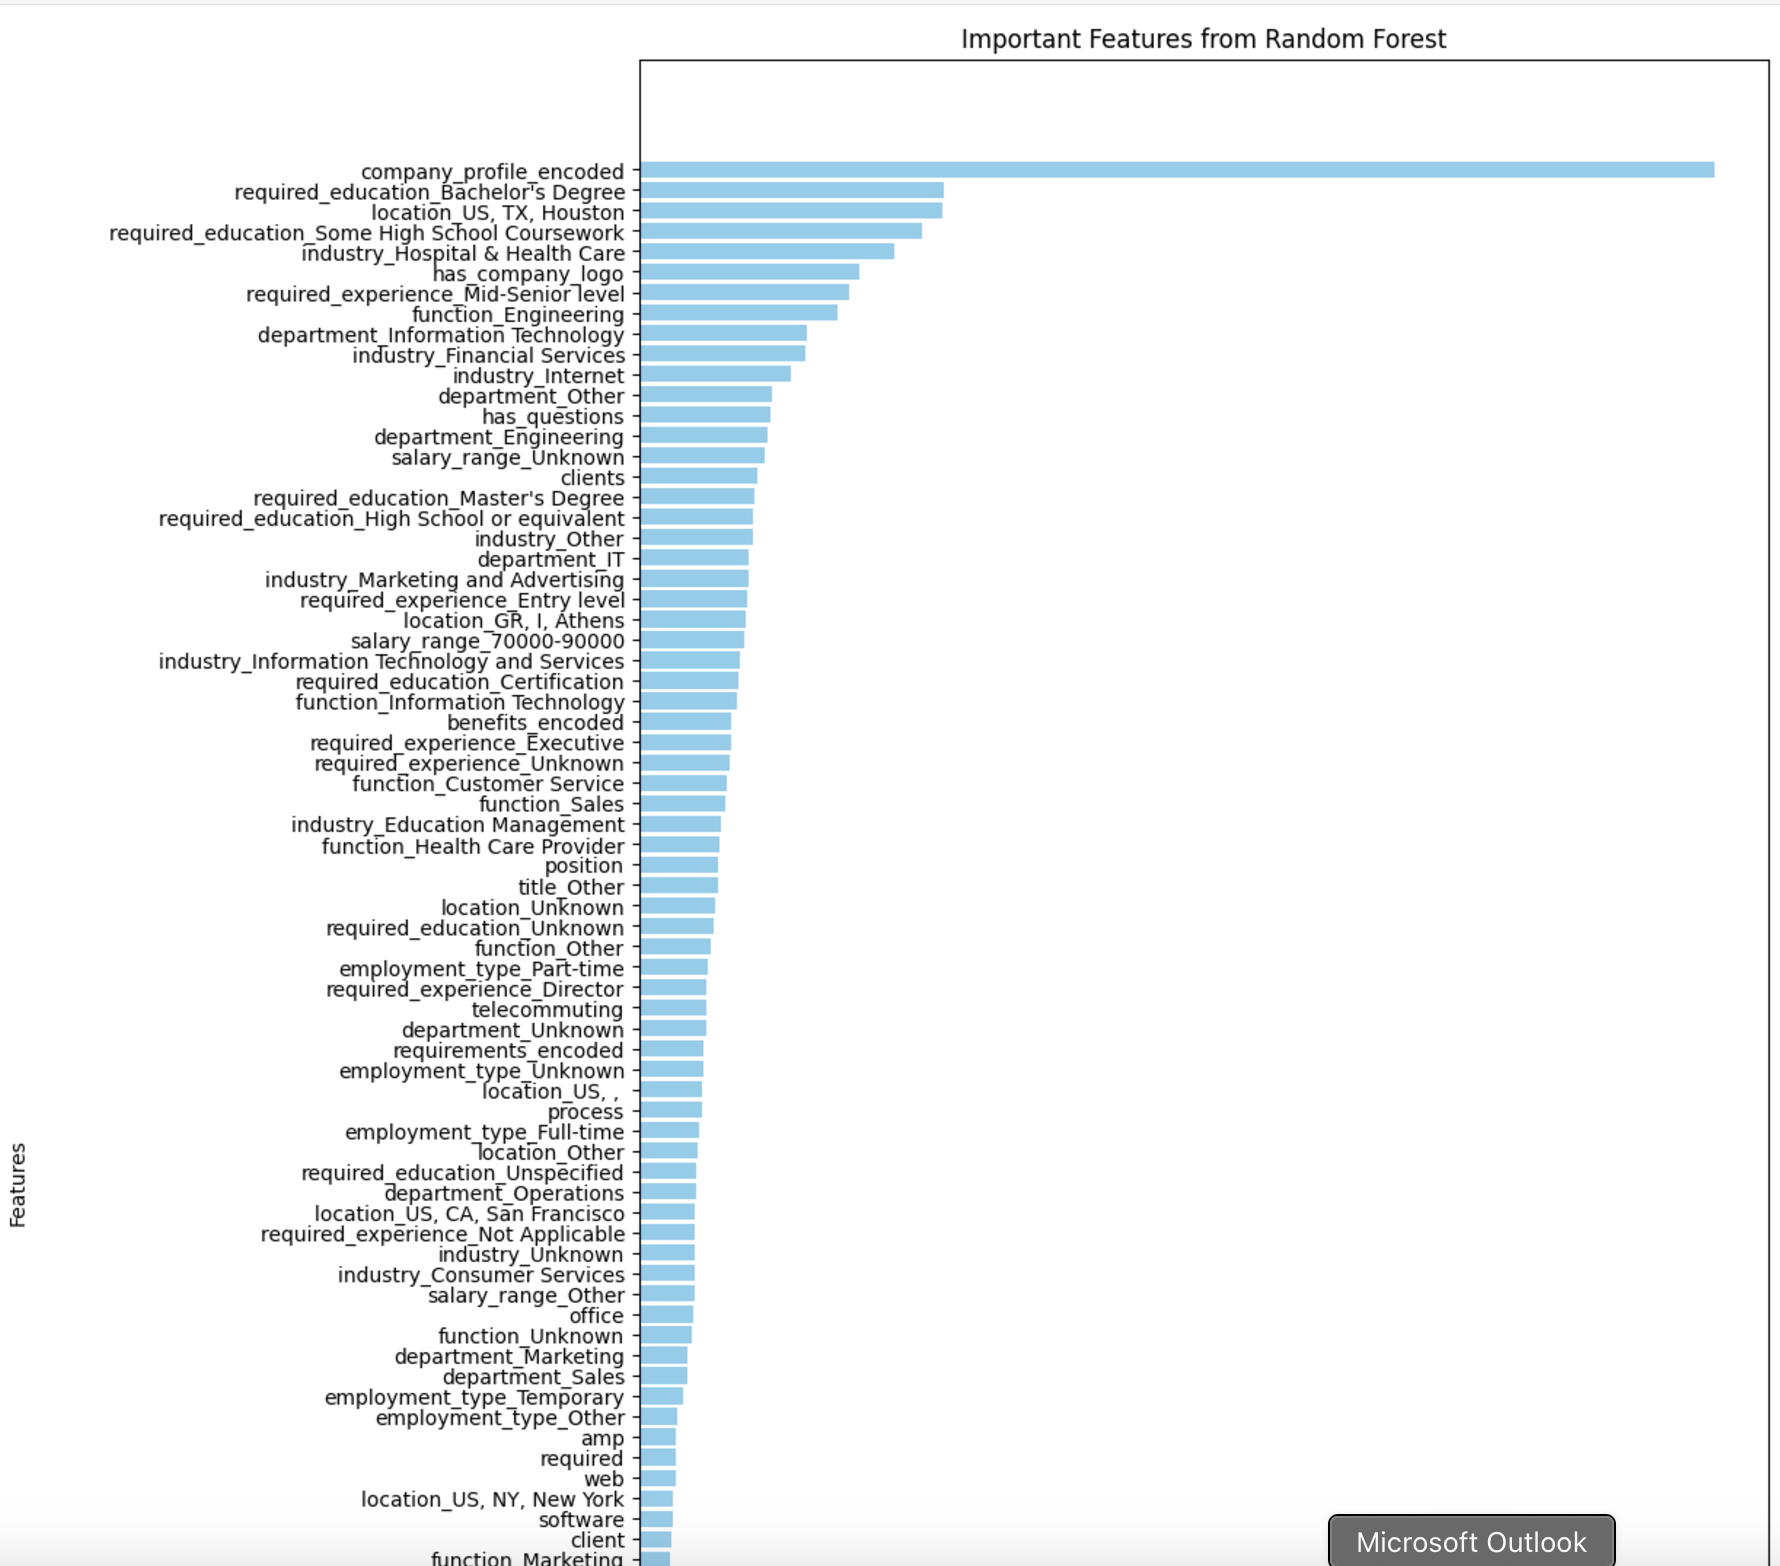 Important Features from Random Forest
company_profile_encoded
required_education_Bachelor's Degree
location_US, TX, Houston
required_education_Some High School Coursework
industry_Hospital & Health Care
has_company_logo
required_experience_Mid-Senior level
function_Engineering
department_Information Technology
industry_Financial Services
industry_Internet
department_Other
has_questions
department_Engineering
salary_range_Unknown
clients
required_education_Master's Degree
required_education_High School or equivalent
industry_Other
department_IT
industry_Marketing and Advertising
required_experience_Entry level
location_GR, I, Athens
salary_range_70000-90000
industry_Information Technology and Services
required_education_Certification
function_Information Technology
benefits_encoded
required_experience_Executive
required_experience_Unknown
function_Customer Service
function_Sales
industry_Education Management
function_Health Care Provider
position
title_Other
location_Unknown
required_education_Unknown
function_Other
employment_type_Part-time
required_experience_Director
telecommuting
department_Unknown
requirements_encoded
employment_type_Unknown
location_US, ,
process
employment_type_Full-time
location_Other
required_education_Unspecified
department_Operations
location_US, CA, San Francisco
required_experience_Not Applicable
industry_Unknown
industry_Consumer Services
salary_range_Other
office
function_Unknown
department_Marketing
department_Sales
employment_type_Temporary
employment_type_Other
amp
required
web
location_US, NY, New York
software
client
function_Marketing
Features
Microsoft Outlook